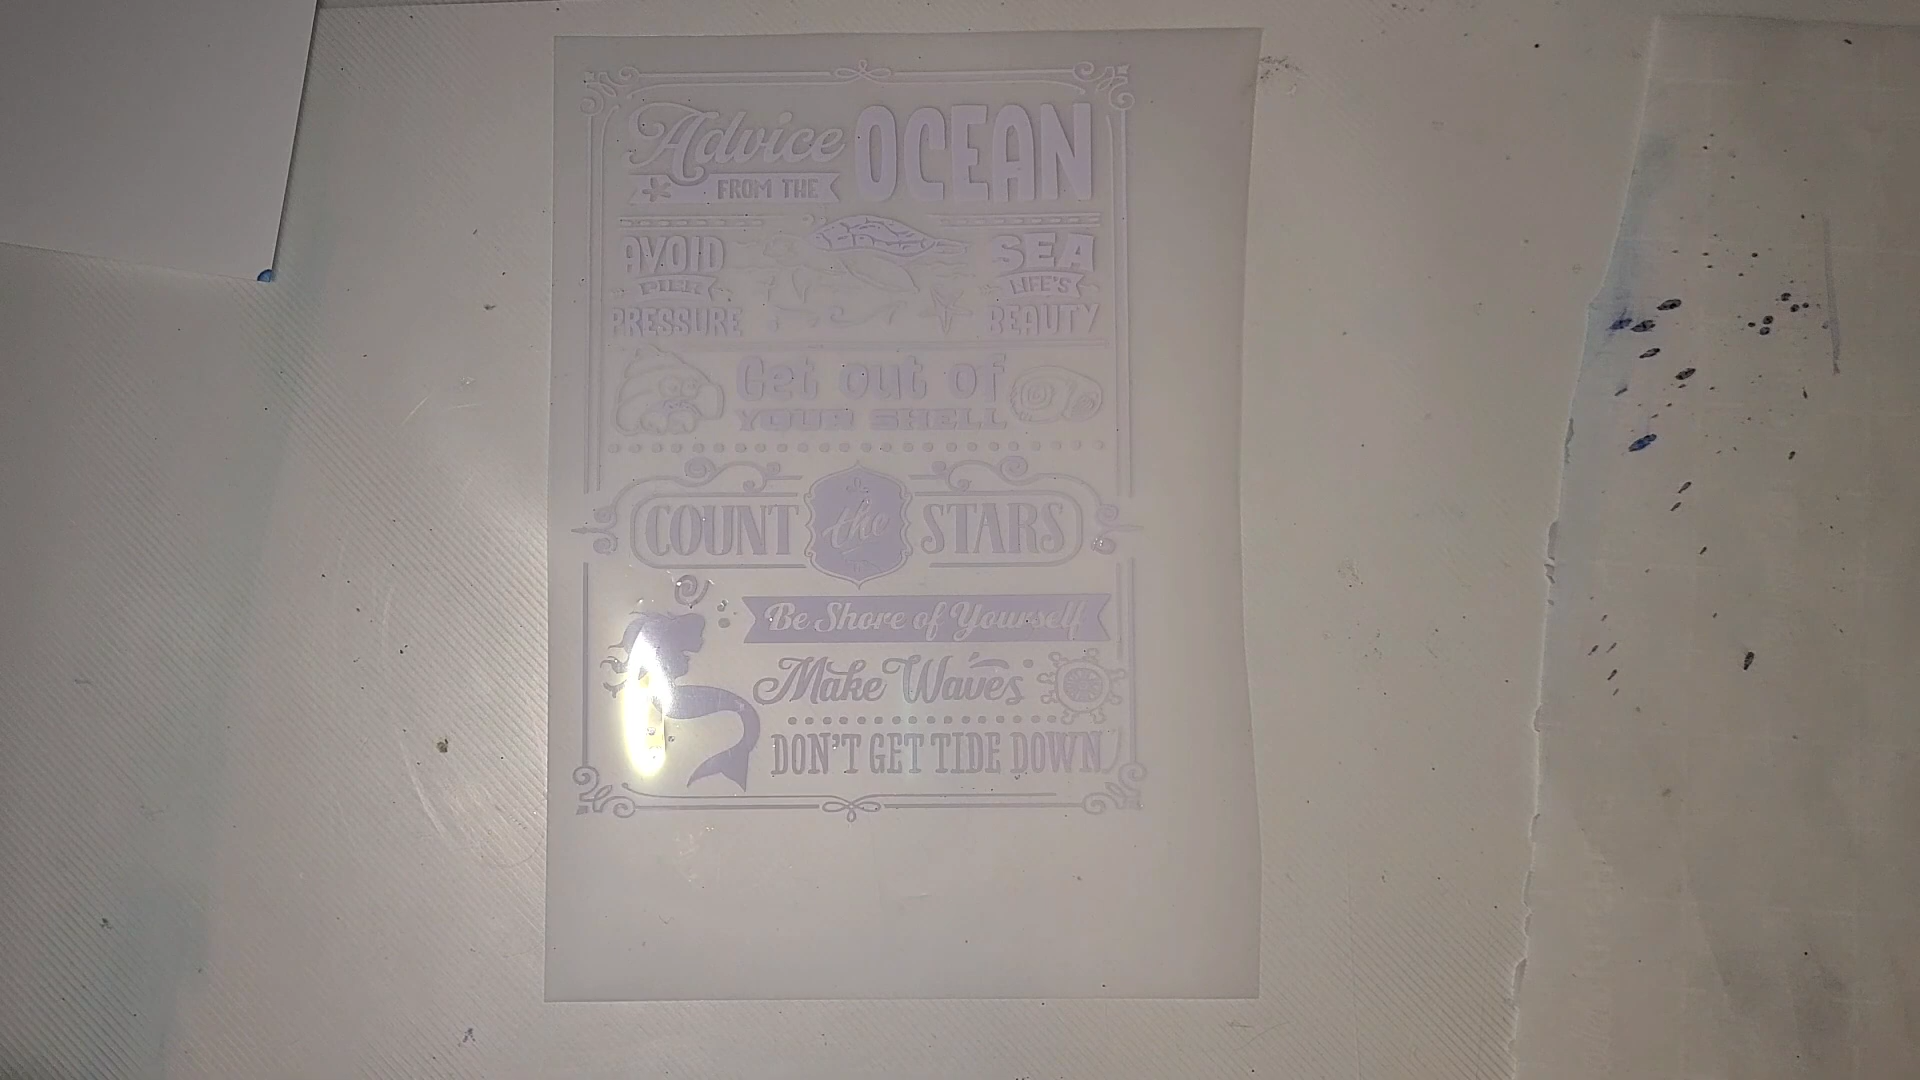 Advice
FROM THE
OCEAN
AVOID
PIER
PRESSURE
SEA
LIFE'S
BEAUTY
Get out of
YOUR SHELL
COUNT the STARS
Be Shore of Yourself
Make Waves
DON'T GET TIDE DOWN